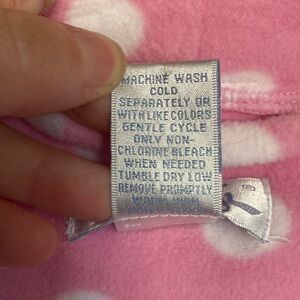 MACHINE WASH
COLD
SEPARATELY OR
WITH LIKE COLORS
GENTLE CYCLE
ONLY NON-
CHLORINE BLEACH
WHEN NEEDED
TUMBLE DRY LOW
REMOVE PROMPTLY